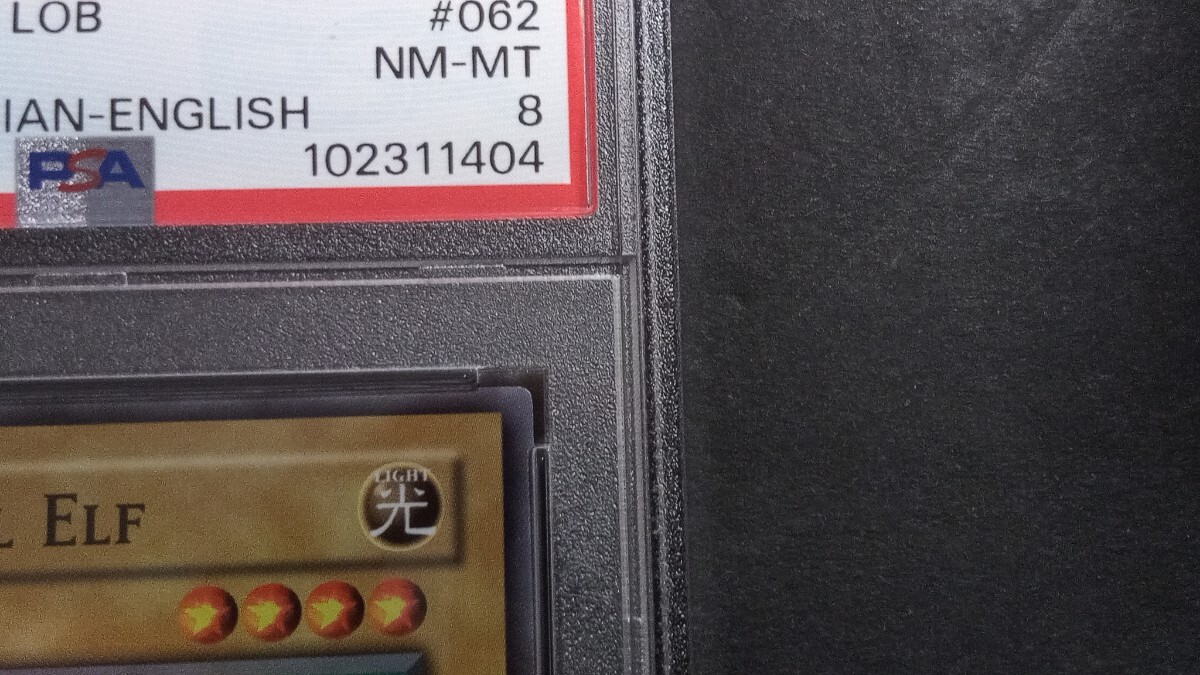 LOB #062
NM-MT
IAN-ENGLISH 8
PSA 102311404
L ELF
LIGHT
光